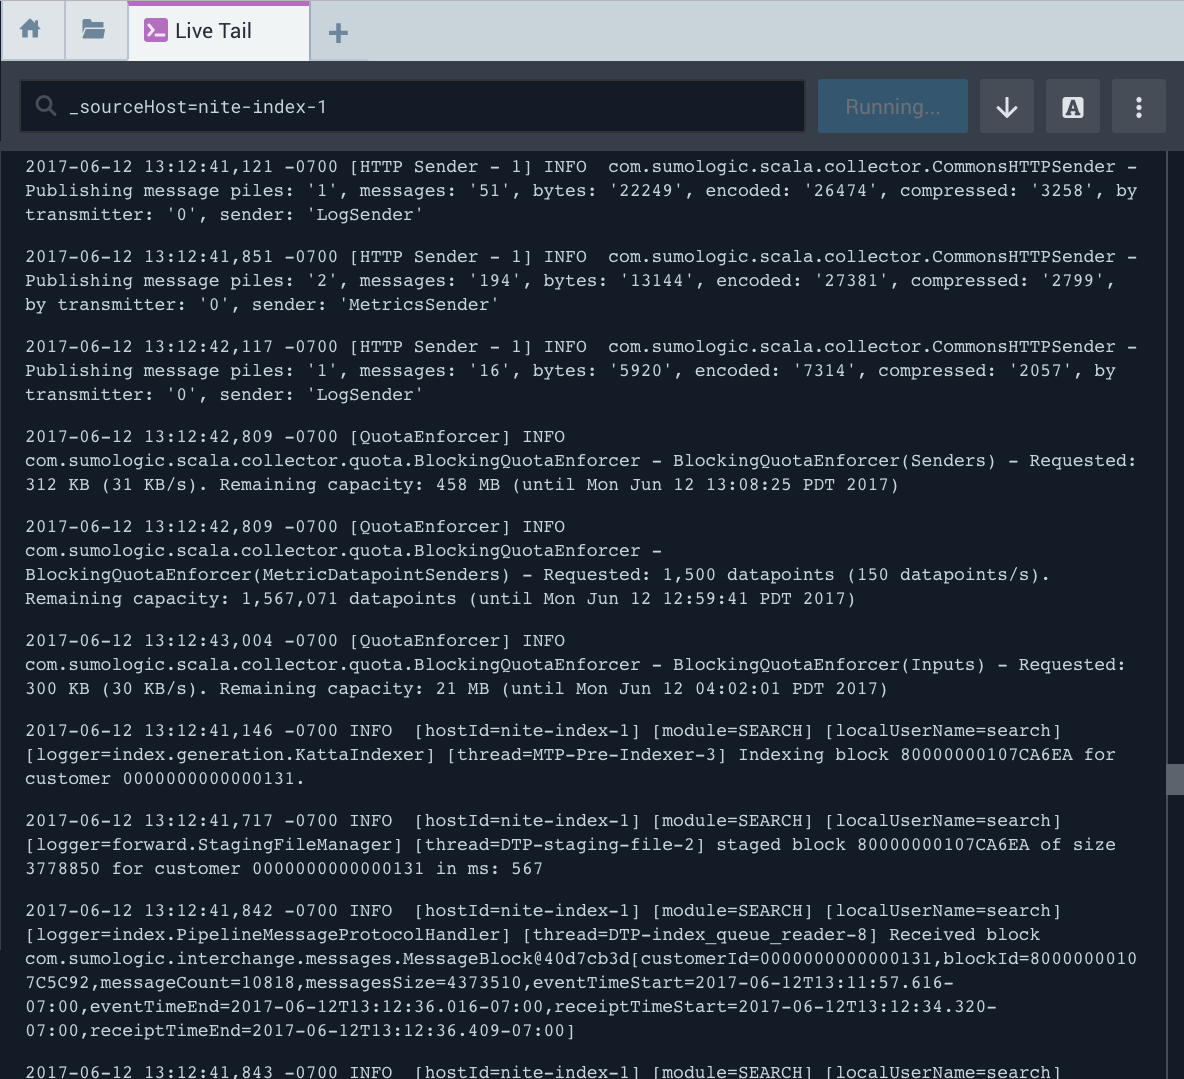 Live Tail
_sourceHost=nite-index-1
Running...
A
2017-06-12 13:12:41,121 -0700 [HTTP Sender - 1] INFO  com.sumologic.scala.collector.CommonsHTTPSender -
Publishing message piles: '1', messages: '51', bytes: '22249', encoded: '26474', compressed: '3258', by
transmitter: '0', sender: 'LogSender'
2017-06-12 13:12:41,851 -0700 [HTTP Sender - 1] INFO  com.sumologic.scala.collector.CommonsHTTPSender -
Publishing message piles: '2', messages: '194', bytes: '13144', encoded: '27381', compressed: '2799',
by transmitter: '0', sender: 'MetricsSender'
2017-06-12 13:12:42,117 -0700 [HTTP Sender - 1] INFO  com.sumologic.scala.collector.CommonsHTTPSender -
Publishing message piles: '1', messages: '16', bytes: '5920', encoded: '7314', compressed: '2057', by
transmitter: '0', sender: 'LogSender'
2017-06-12 13:12:42,809 -0700 [QuotaEnforcer] INFO
com.sumologic.scala.collector.quota.BlockingQuotaEnforcer - BlockingQuotaEnforcer(Senders) - Requested:
312 KB (31 KB/s). Remaining capacity: 458 MB (until Mon Jun 12 13:08:25 PDT 2017)
2017-06-12 13:12:42,809 -0700 [QuotaEnforcer] INFO
com.sumologic.scala.collector.quota.BlockingQuotaEnforcer -
BlockingQuotaEnforcer(MetricDatapointSenders) - Requested: 1,500 datapoints (150 datapoints/s).
Remaining capacity: 1,567,071 datapoints (until Mon Jun 12 12:59:41 PDT 2017)
2017-06-12 13:12:43,004 -0700 [QuotaEnforcer] INFO
com.sumologic.scala.collector.quota.BlockingQuotaEnforcer - BlockingQuotaEnforcer(Inputs) - Requested:
300 KB (30 KB/s). Remaining capacity: 21 MB (until Mon Jun 12 04:02:01 PDT 2017)
2017-06-12 13:12:41,146 -0700 INFO  [hostId=nite-index-1] [module=SEARCH] [localUserName=search]
[logger=index.generation.KattaIndexer] [thread=MTP-Pre-Indexer-3] Indexing block 80000000107CA6EA for
customer 0000000000000131.
2017-06-12 13:12:41,717 -0700 INFO  [hostId=nite-index-1] [module=SEARCH] [localUserName=search]
[logger=forward.StagingFileManager] [thread=DTP-staging-file-2] staged block 80000000107CA6EA of size
3778850 for customer 0000000000000131 in ms: 567
2017-06-12 13:12:41,842 -0700 INFO  [hostId=nite-index-1] [module=SEARCH] [localUserName=search]
[logger=index.PipelineMessageProtocolHandler] [thread=DTP-index_queue_reader-8] Received block
com.sumologic.interchange.messages.MessageBlock@40d7cb3d[customerId=0000000000000131,blockId=8000000010
7C5C92,messageCount=10818,messagesSize=4373510,eventTimeStart=2017-06-12T13:11:57.616-
07:00,eventTimeEnd=2017-06-12T13:12:36.016-07:00,receiptTimeStart=2017-06-12T13:12:34.320-
07:00,receiptTimeEnd=2017-06-12T13:12:36.409-07:00]
2017-06-12 13:12:41,843 -0700 INFO  [hostId=nite-index-1] [module=SEARCH] [localUserName=search]